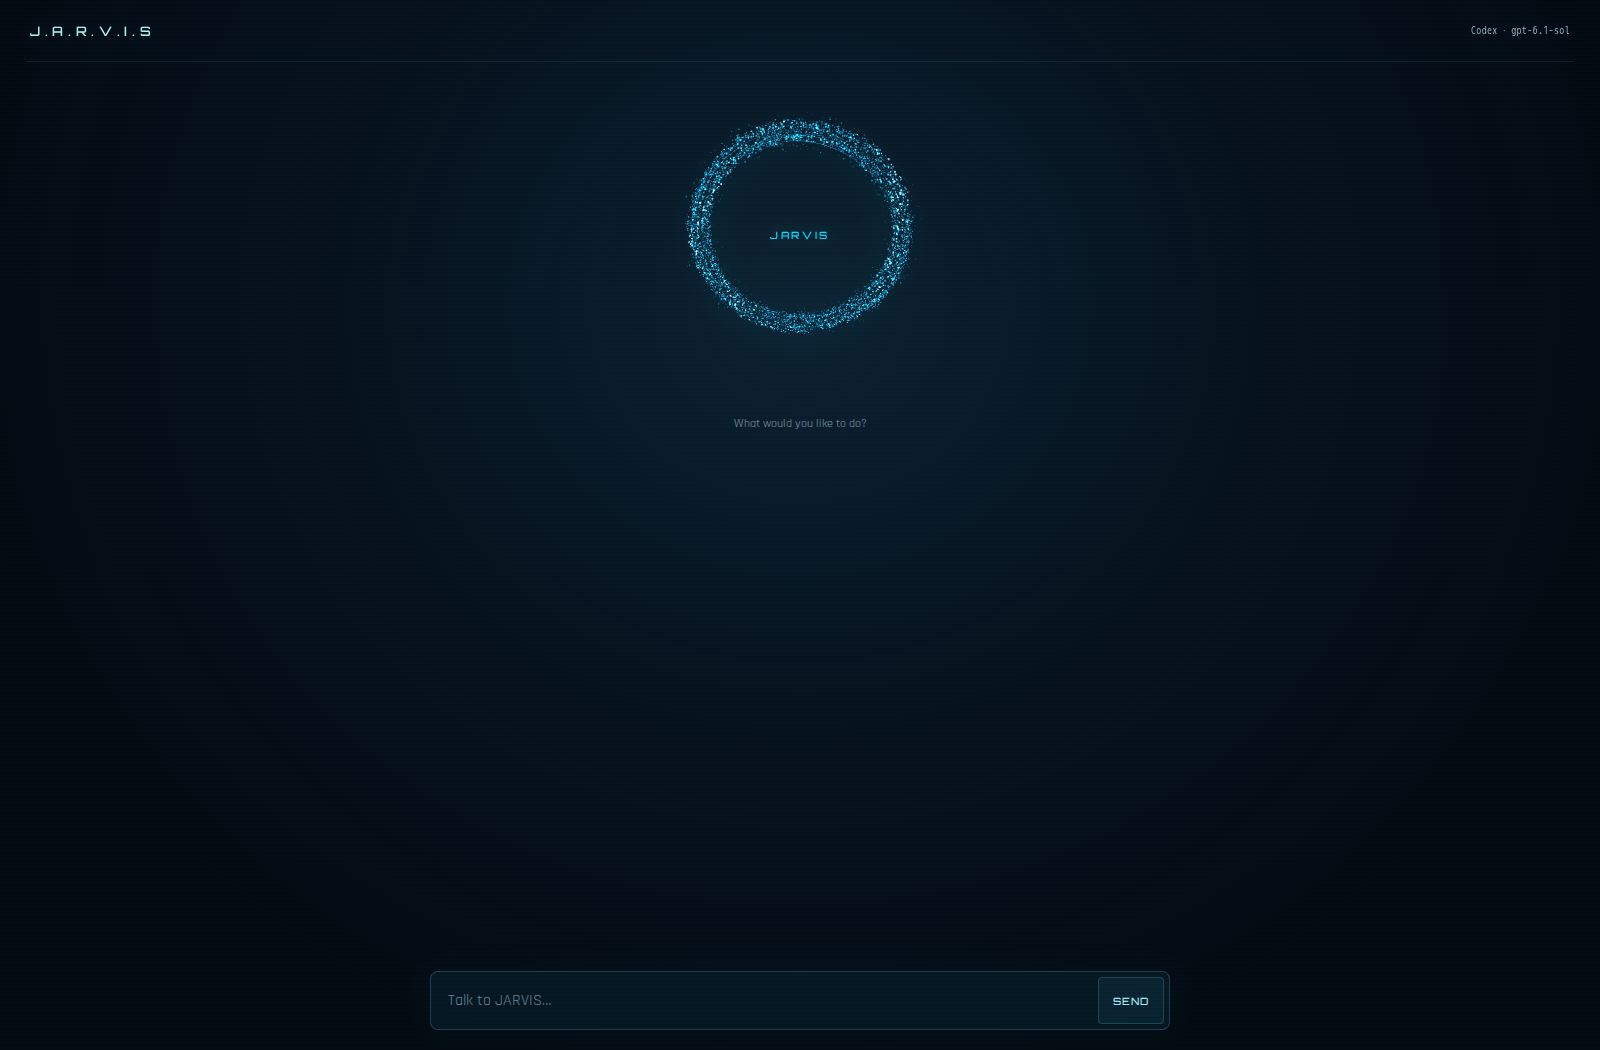 J.A.R.V.I.S
Codex · gpt-6.1-sol
JARVIS
What would you like to do?
Talk to JARVIS...
SEND